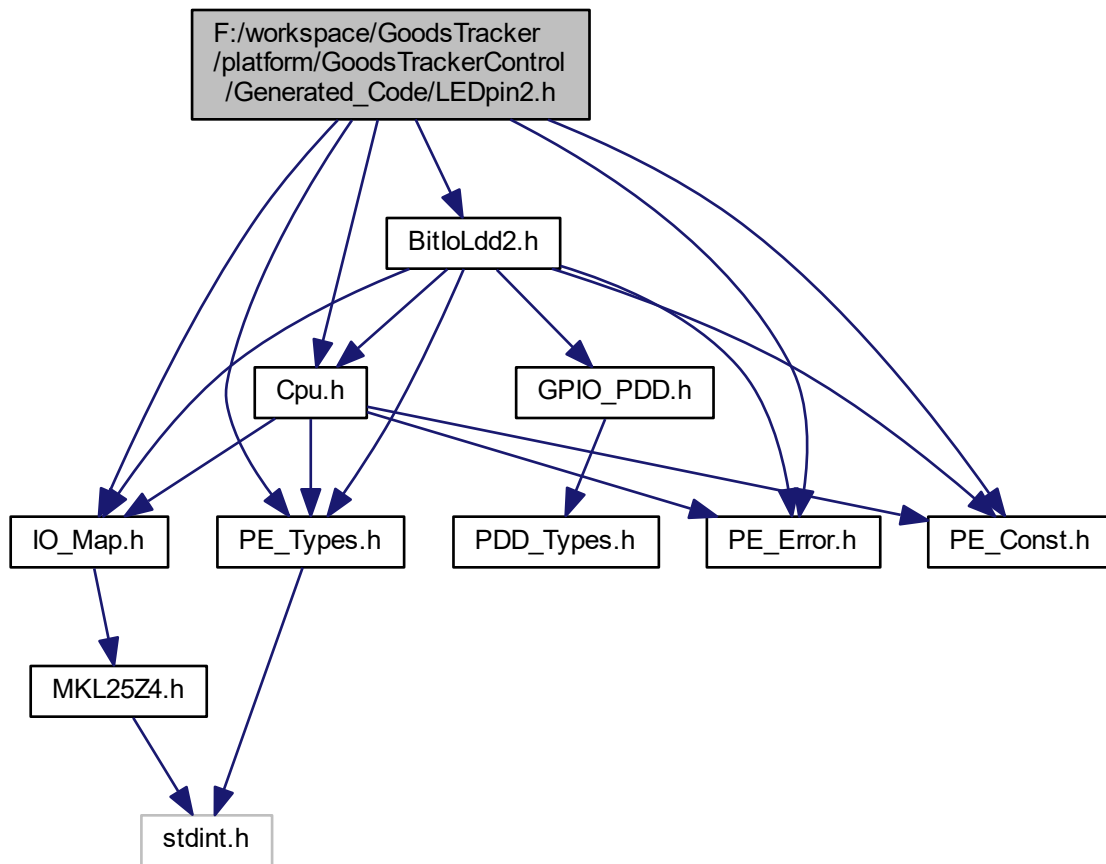 F:/workspace/GoodsTracker
/platform/GoodsTrackerControl
/Generated_Code/LEDpin2.h
BitIoLdd2.h
Cpu.h
GPIO_PDD.h
IO_Map.h
PE_Types.h
PDD_Types.h
PE_Error.h
PE_Const.h
MKL25Z4.h
stdint.h